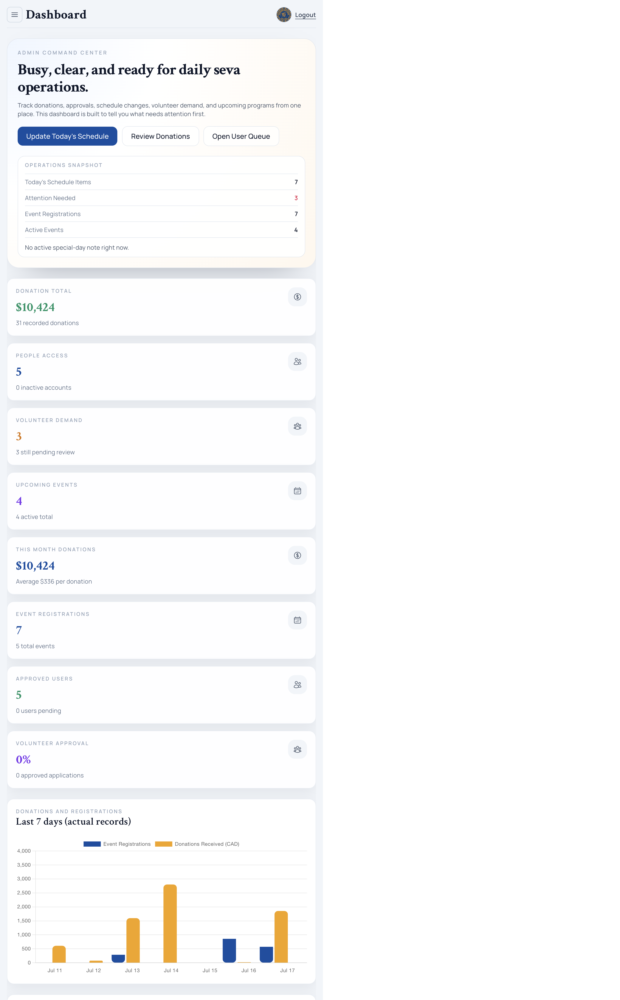 Dashboard
Logout
ADMIN COMMAND CENTER
Busy, clear, and ready for daily seva
operations.
Track donations, approvals, schedule changes, volunteer demand, and upcoming programs from one
place. This dashboard is built to tell you what needs attention first.
Update Today's Schedule
Review Donations
Open User Queue
OPERATIONS SNAPSHOT
Today's Schedule Items 7
Attention Needed 3
Event Registrations 7
Active Events 4
No active special-day note right now.
DONATION TOTAL
$10,424
31 recorded donations
PEOPLE ACCESS
5
0 inactive accounts
VOLUNTEER DEMAND
3
3 still pending review
UPCOMING EVENTS
4
4 active total
THIS MONTH DONATIONS
$10,424
Average $336 per donation
EVENT REGISTRATIONS
7
5 total events
APPROVED USERS
5
0 users pending
VOLUNTEER APPROVAL
0%
0 approved applications
DONATIONS AND REGISTRATIONS
Last 7 days (actual records)
Event Registrations
Donations Received (CAD)
4,000
3,500
3,000
2,500
2,000
1,500
1,000
500
0
Jul 11 Jul 12 Jul 13 Jul 14 Jul 15 Jul 16 Jul 17